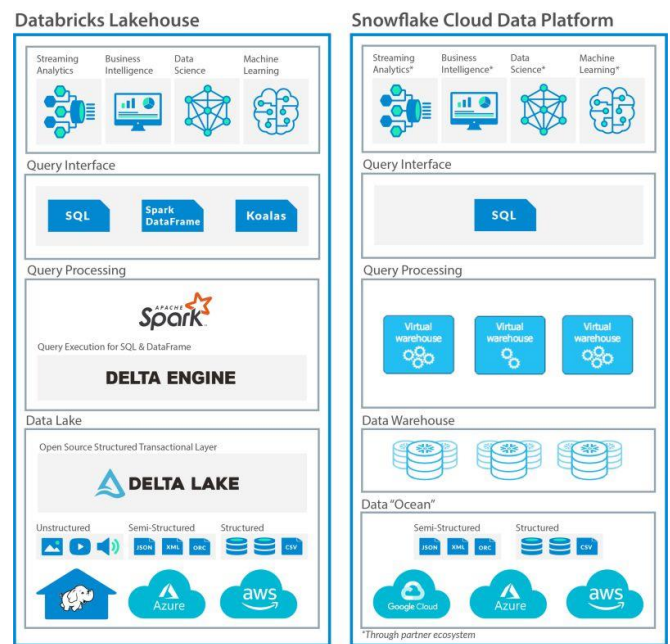 Databricks Lakehouse
Streaming Analytics
Business Intelligence
Data Science
Machine Learning
Query Interface
SQL
Spark DataFrame
Koalas
Query Processing
APACHE
Spark
Query Execution for SQL & DataFrame
DELTA ENGINE
Data Lake
Open Source Structured Transactional Layer
DELTA LAKE
Unstructured
Semi-Structured
Structured
JSON
XML
ORC
CSV
Azure
aws
Snowflake Cloud Data Platform
Streaming Analytics*
Business Intelligence*
Data Science*
Machine Learning*
Query Interface
SQL
Query Processing
Virtual warehouse
Virtual warehouse
Virtual warehouse
Data Warehouse
Data "Ocean"
Semi-Structured
Structured
JSON
XML
ORC
CSV
Google Cloud
Azure
aws
*Through partner ecosystem